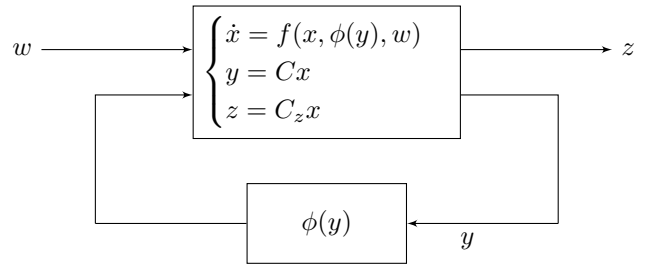 ẋ = f(x, ϕ(y), w)
w
z
y = Cx
z = C_z x
ϕ(y)
y